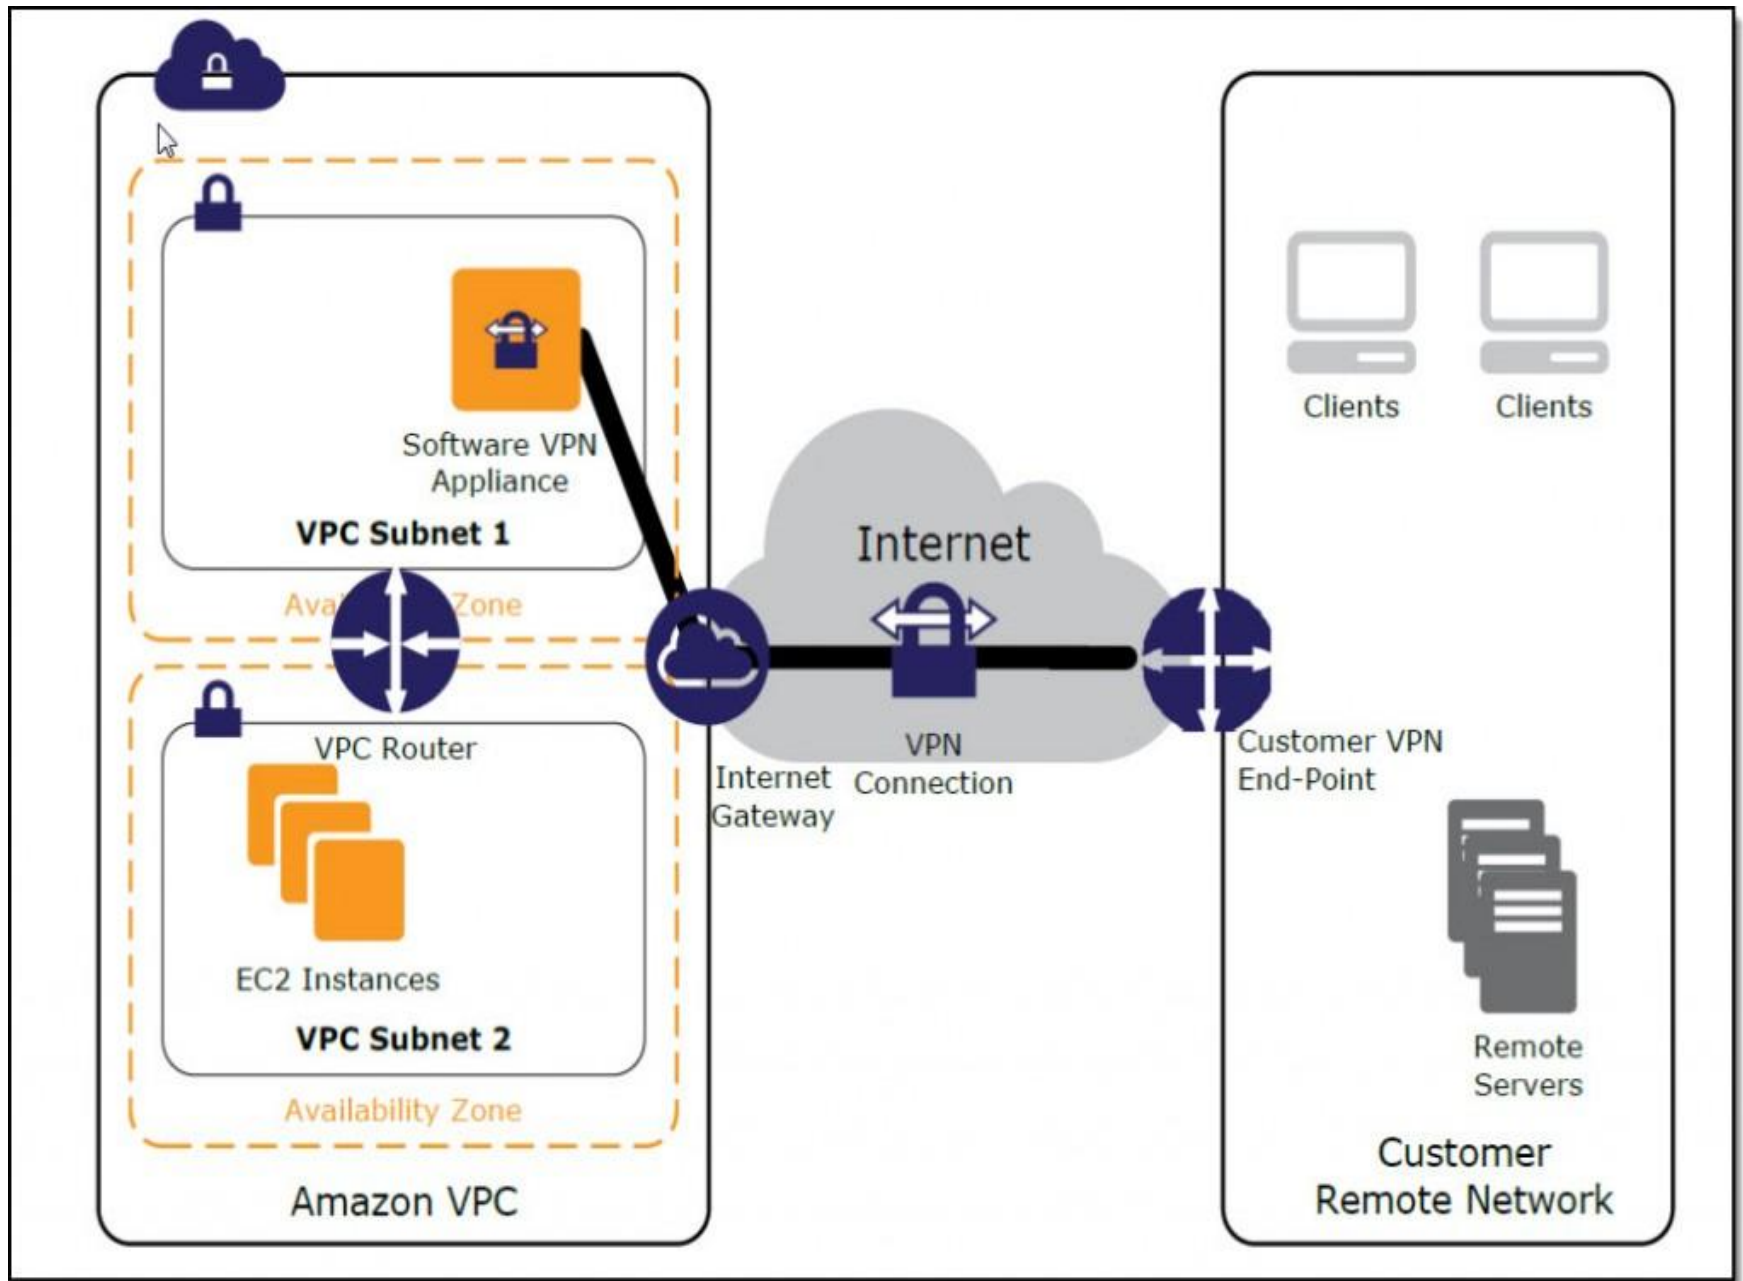 Software VPN
Appliance
VPC Subnet 1
Zone
VPC Router
EC2 Instances
VPC Subnet 2
Availability Zone
Amazon VPC
Internet
VPN
Connection
Internet
Gateway
Clients
Clients
Customer VPN
End-Point
Remote
Servers
Customer
Remote Network